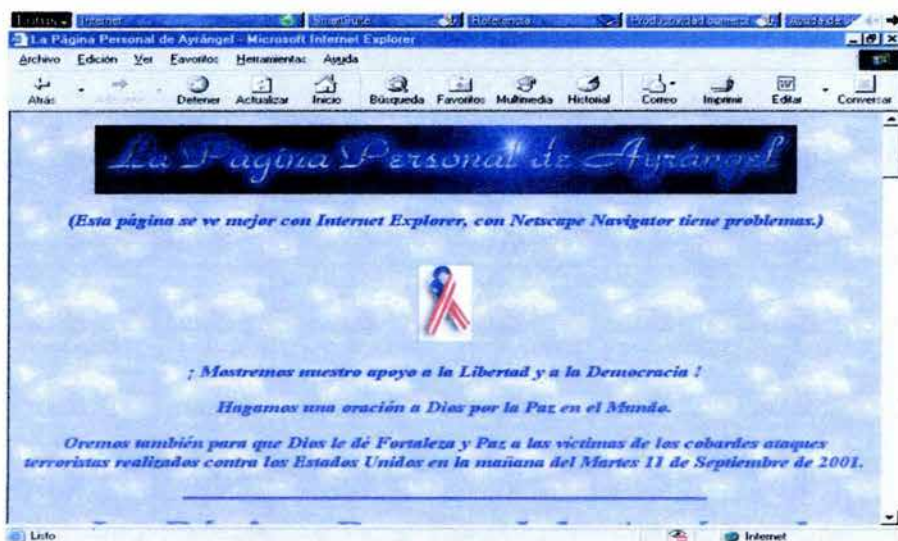 Internet SmartSuite Referencia
La Página Personal de Ayrángel - Microsoft Internet Explorer
Archivo Edición Ver Favoritos Herramientas Ayuda
Atrás Detener Actualizar Inicio Búsqueda Favoritos Multimedia Historial Correo Imprimir Editar Conversar
La Pagina Personal de Ayrángel
(Esta página se ve mejor con Internet Explorer, con Netscape Navigator tiene problemas.)
¡ Mostremos nuestro apoyo a la Libertad y a la Democracia !
Hagamos una oración a Dios por la Paz en el Mundo.
Oremos también para que Dios le dé Fortaleza y Paz a las víctimas de los cobardes ataques
terroristas realizados contra los Estados Unidos en la mañana del Martes 11 de Septiembre de 2001.
Listo Internet